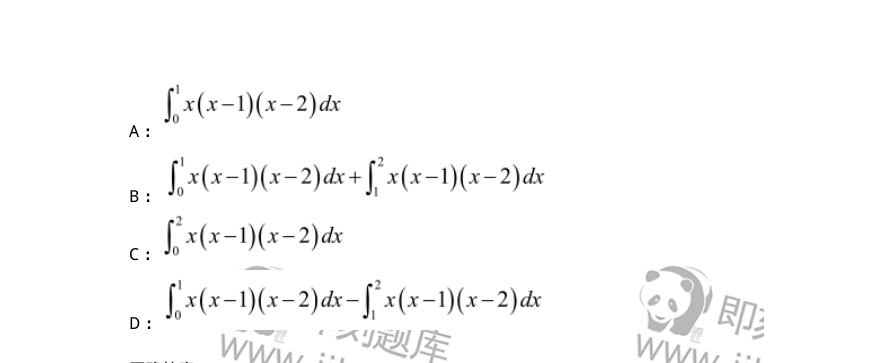 A： ∫₀¹ x(x−1)(x−2)dx
B： ∫₀¹ x(x−1)(x−2)dx+∫₁² x(x−1)(x−2)dx
C： ∫₀² x(x−1)(x−2)dx
D： ∫₀¹ x(x−1)(x−2)dx−∫₁² x(x−1)(x−2)dx
即
题库
www
www